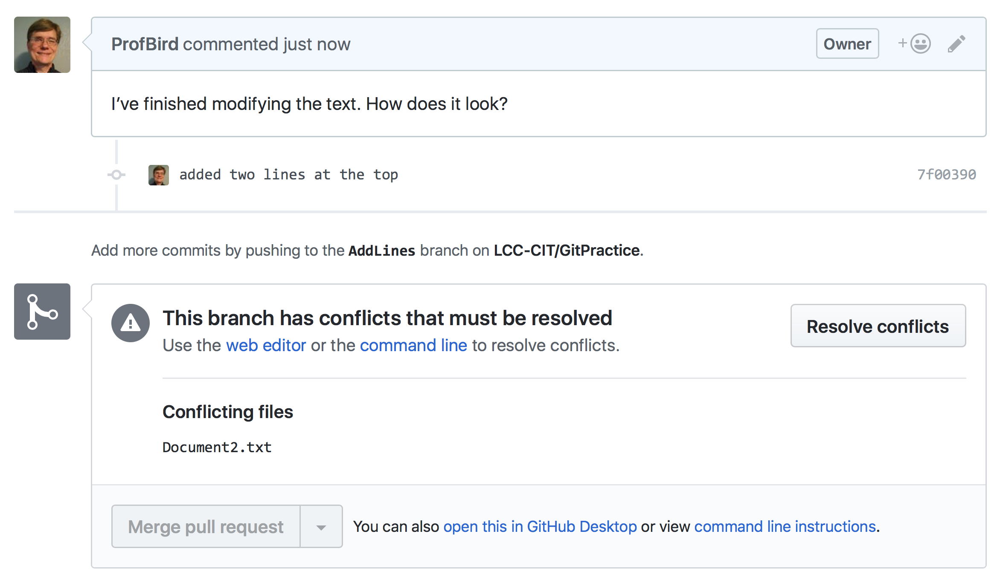 ProfBird commented just now Owner
I’ve finished modifying the text. How does it look?
added two lines at the top 7f00390
Add more commits by pushing to the AddLines branch on LCC-CIT/GitPractice.
This branch has conflicts that must be resolved
Resolve conflicts
Use the web editor or the command line to resolve conflicts.
Conflicting files
Document2.txt
Merge pull request
You can also open this in GitHub Desktop or view command line instructions.